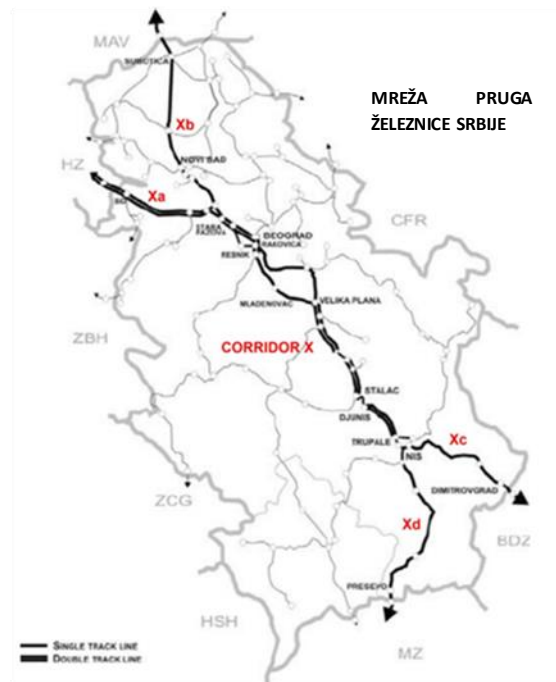 MAV
SUBOTICA
MREŽA PRUGA
ŽELEZNICE SRBIJE
Xb
NOVI SAD
HZ
Xa
STARA
PAZOVA
CFR
BEOGRAD
RAKOVICA
RESNIK
MLADENOVAC
VELIKA PLANA
ZBH
CORRIDOR X
STALAC
DJUNIS
TRUPALE
Xc
NIS
DIMITROVGRAD
ZCG
Xd
BDZ
PRESEVO
HSH
MZ
SINGLE TRACK LINE
DOUBLE TRACK LINE